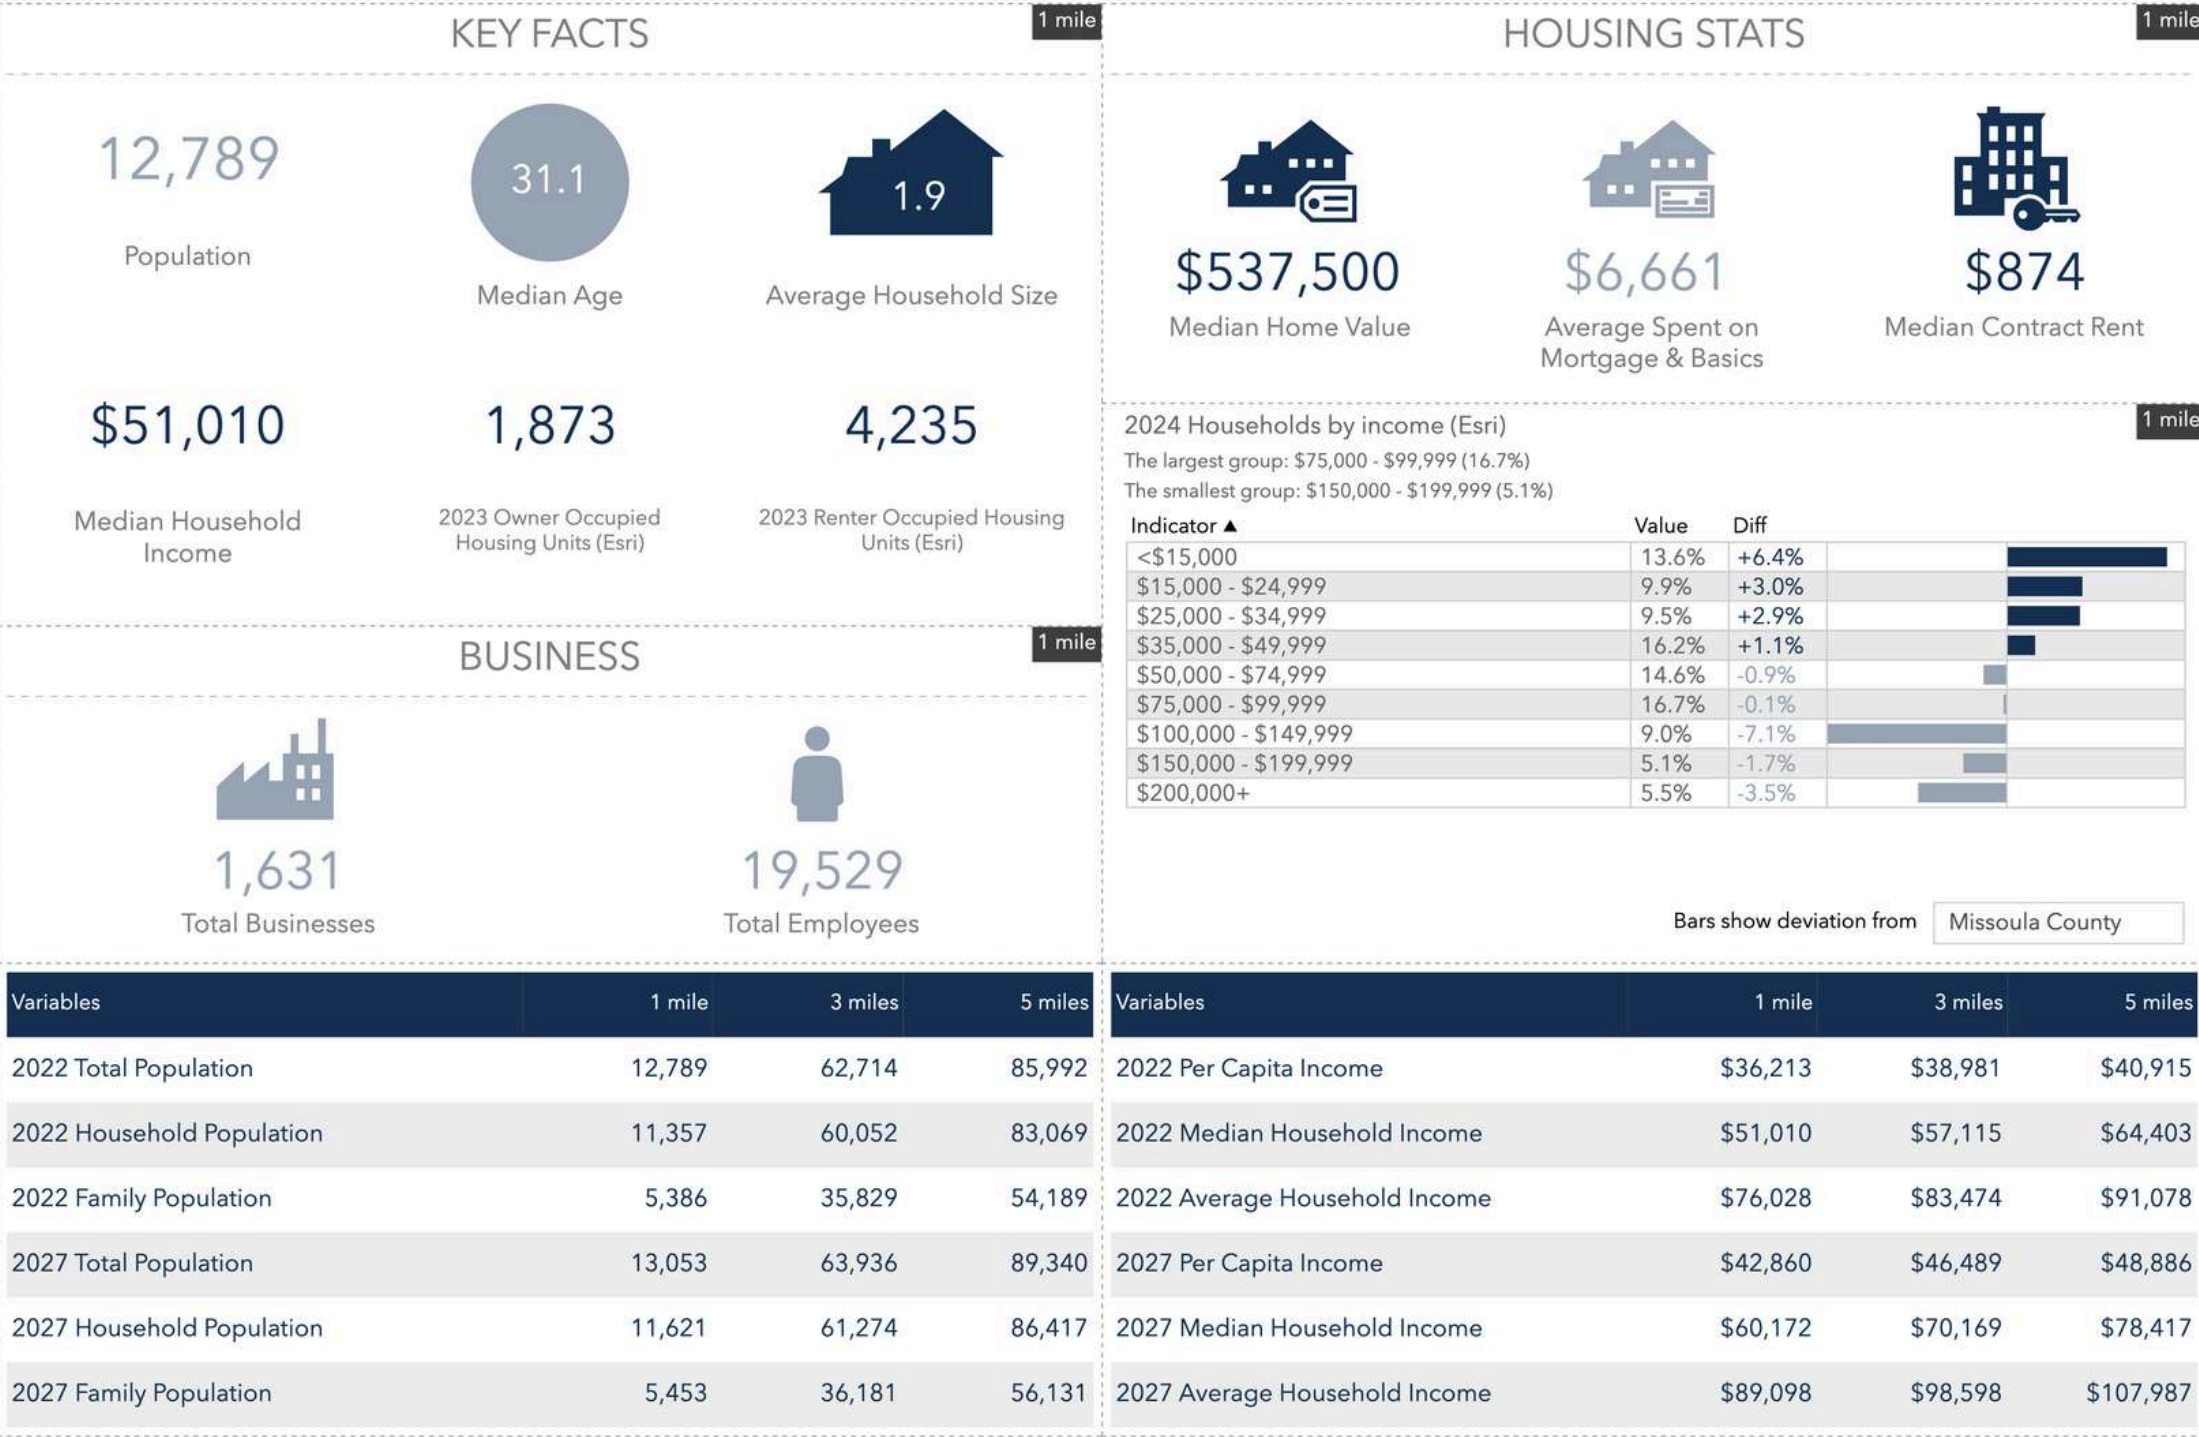 KEY FACTS
1 mile
12,789
Population
31.1
Median Age
1.9
Average Household Size
$51,010
Median Household
Income
1,873
2023 Owner Occupied
Housing Units (Esri)
4,235
2023 Renter Occupied Housing
Units (Esri)
BUSINESS
1 mile
1,631
Total Businesses
19,529
Total Employees
HOUSING STATS
1 mile
$537,500
Median Home Value
$6,661
Average Spent on
Mortgage & Basics
$874
Median Contract Rent
2024 Households by income (Esri)
1 mile
The largest group: $75,000 - $99,999 (16.7%)
The smallest group: $150,000 - $199,999 (5.1%)
Indicator ▲ Value Diff
<$15,000 13.6% +6.4%
$15,000 - $24,999 9.9% +3.0%
$25,000 - $34,999 9.5% +2.9%
$35,000 - $49,999 16.2% +1.1%
$50,000 - $74,999 14.6% -0.9%
$75,000 - $99,999 16.7% -0.1%
$100,000 - $149,999 9.0% -7.1%
$150,000 - $199,999 5.1% -1.7%
$200,000+ 5.5% -3.5%
Bars show deviation from Missoula County
Variables 1 mile 3 miles 5 miles
2022 Total Population 12,789 62,714 85,992
2022 Household Population 11,357 60,052 83,069
2022 Family Population 5,386 35,829 54,189
2027 Total Population 13,053 63,936 89,340
2027 Household Population 11,621 61,274 86,417
2027 Family Population 5,453 36,181 56,131
Variables 1 mile 3 miles 5 miles
2022 Per Capita Income $36,213 $38,981 $40,915
2022 Median Household Income $51,010 $57,115 $64,403
2022 Average Household Income $76,028 $83,474 $91,078
2027 Per Capita Income $42,860 $46,489 $48,886
2027 Median Household Income $60,172 $70,169 $78,417
2027 Average Household Income $89,098 $98,598 $107,987